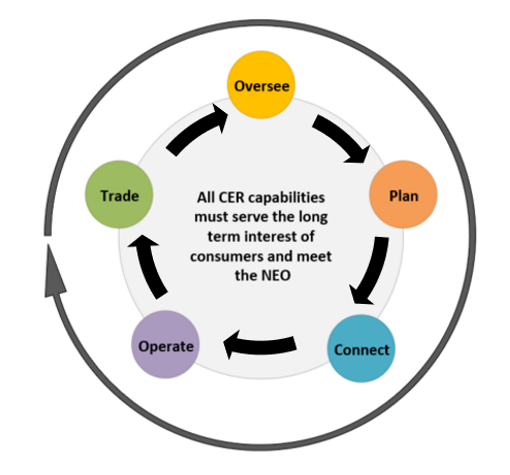 Oversee
Plan
Connect
Operate
Trade
All CER capabilities
must serve the long
term interest of
consumers and meet
the NEO